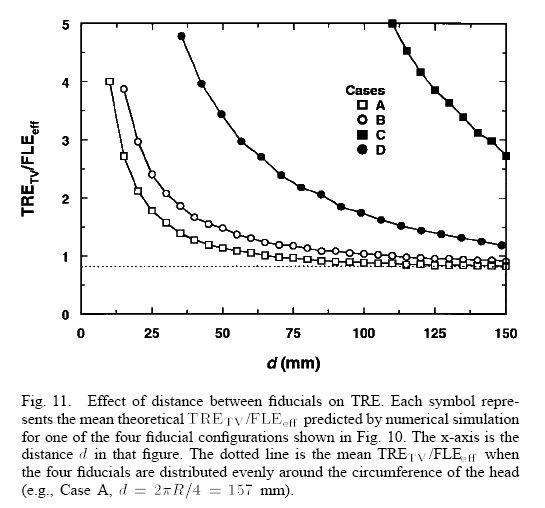 5
4
3
2
1
0
TRE_TV/FLE_eff
Cases
A
B
C
D
0 25 50 75 100 125 150
d (mm)
Fig. 11. Effect of distance between fiducials on TRE. Each symbol repre-
sents the mean theoretical TRE_TV/FLE_eff predicted by numerical simulation
for one of the four fiducial configurations shown in Fig. 10. The x-axis is the
distance d in that figure. The dotted line is the mean TRE_TV/FLE_eff when
the four fiducials are distributed evenly around the circumference of the head
(e.g., Case A, d = 2πR/4 = 157 mm).